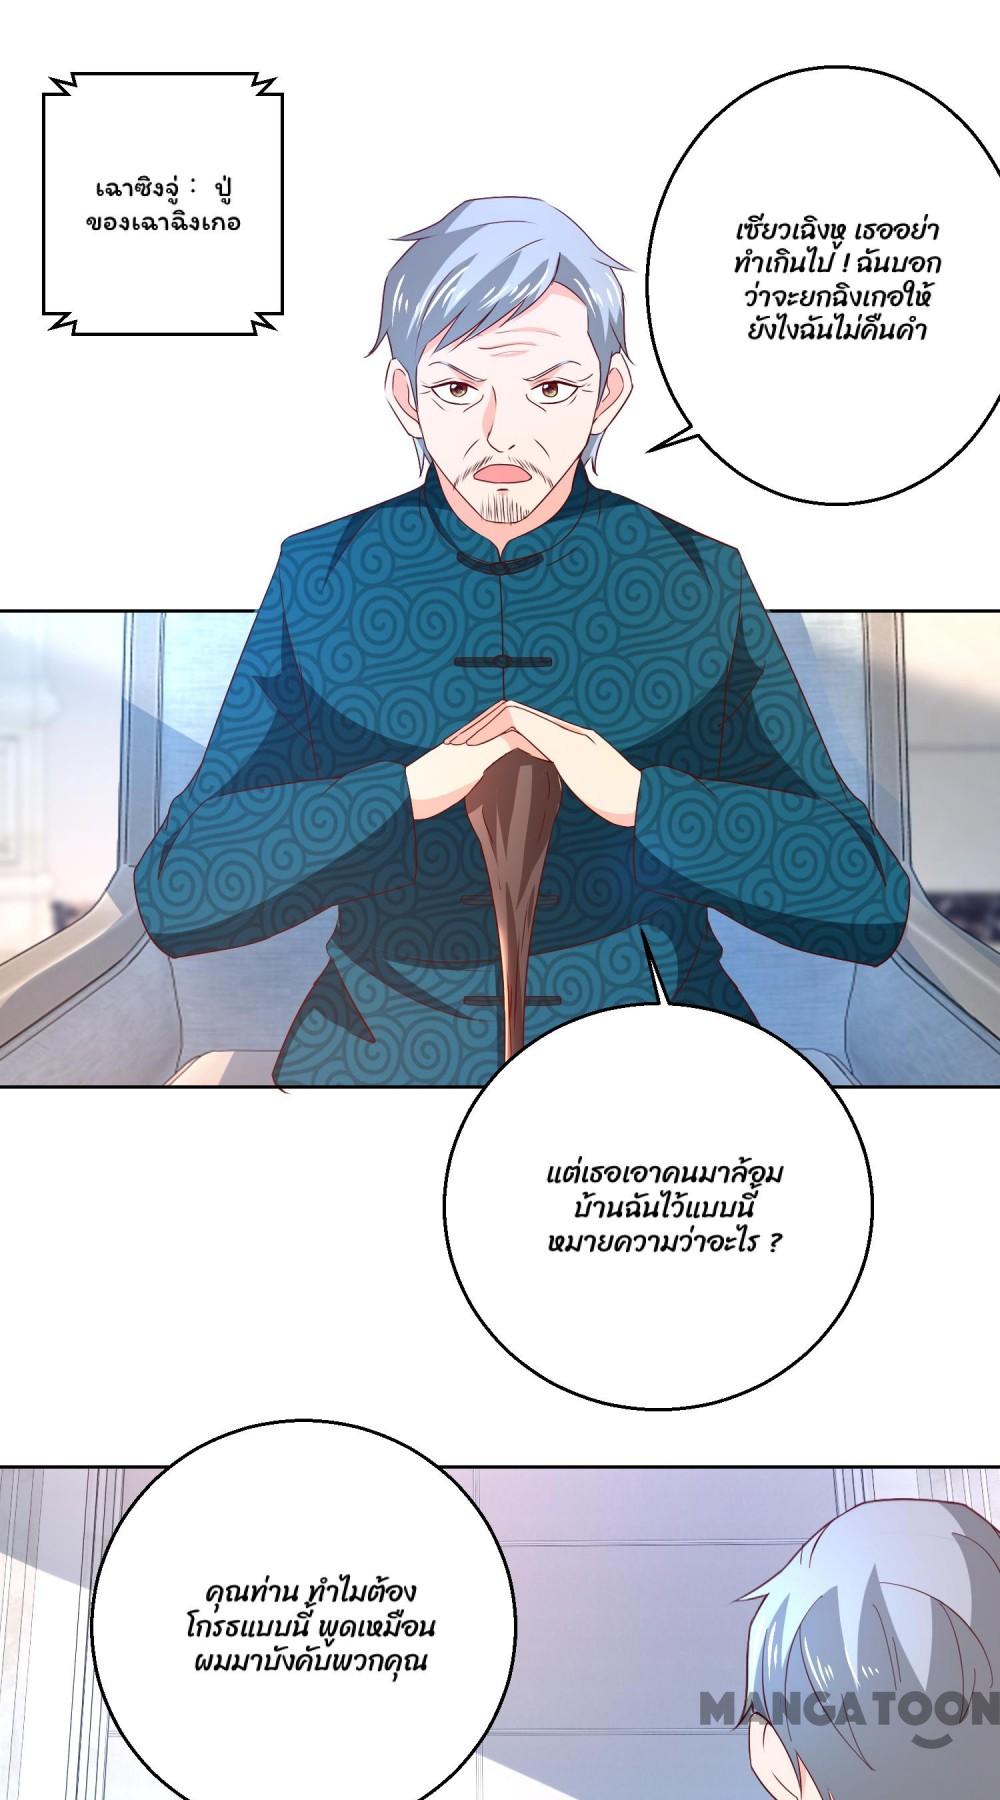 เฉาซิงจู่ : ปู่
ของเฉาฉิงเกอ
เซียวเฉิงหู เธออย่า
ทำเกินไป ! ฉันบอก
ว่าจะยกฉิงเกอให้
ยังไงฉันไม่คืนคำ
แต่เธอเอาคนมาล้อม
บ้านฉันไว้แบบนี้
หมายความว่าอะไร ?
คุณท่าน ทำไมต้อง
โกรธแบบนี้ พูดเหมือน
ผมมาบังคับพวกคุณ
MANGATOON